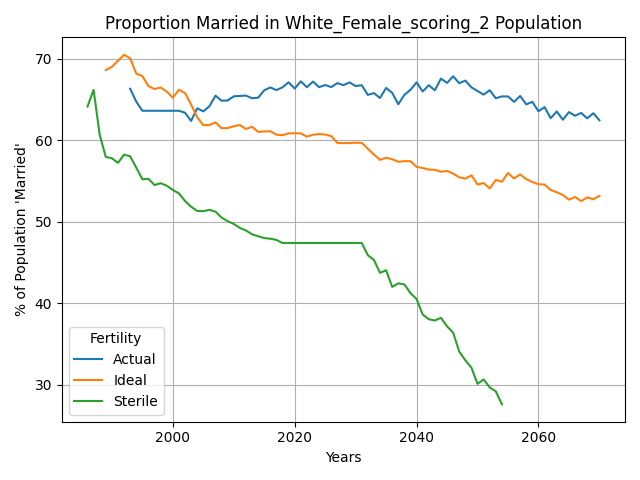 Proportion Married in White_Female_scoring_2 Population
% of Population 'Married'
70
60
50
40
30
Fertility
Actual
Ideal
Sterile
2000 2020 2040 2060
Years